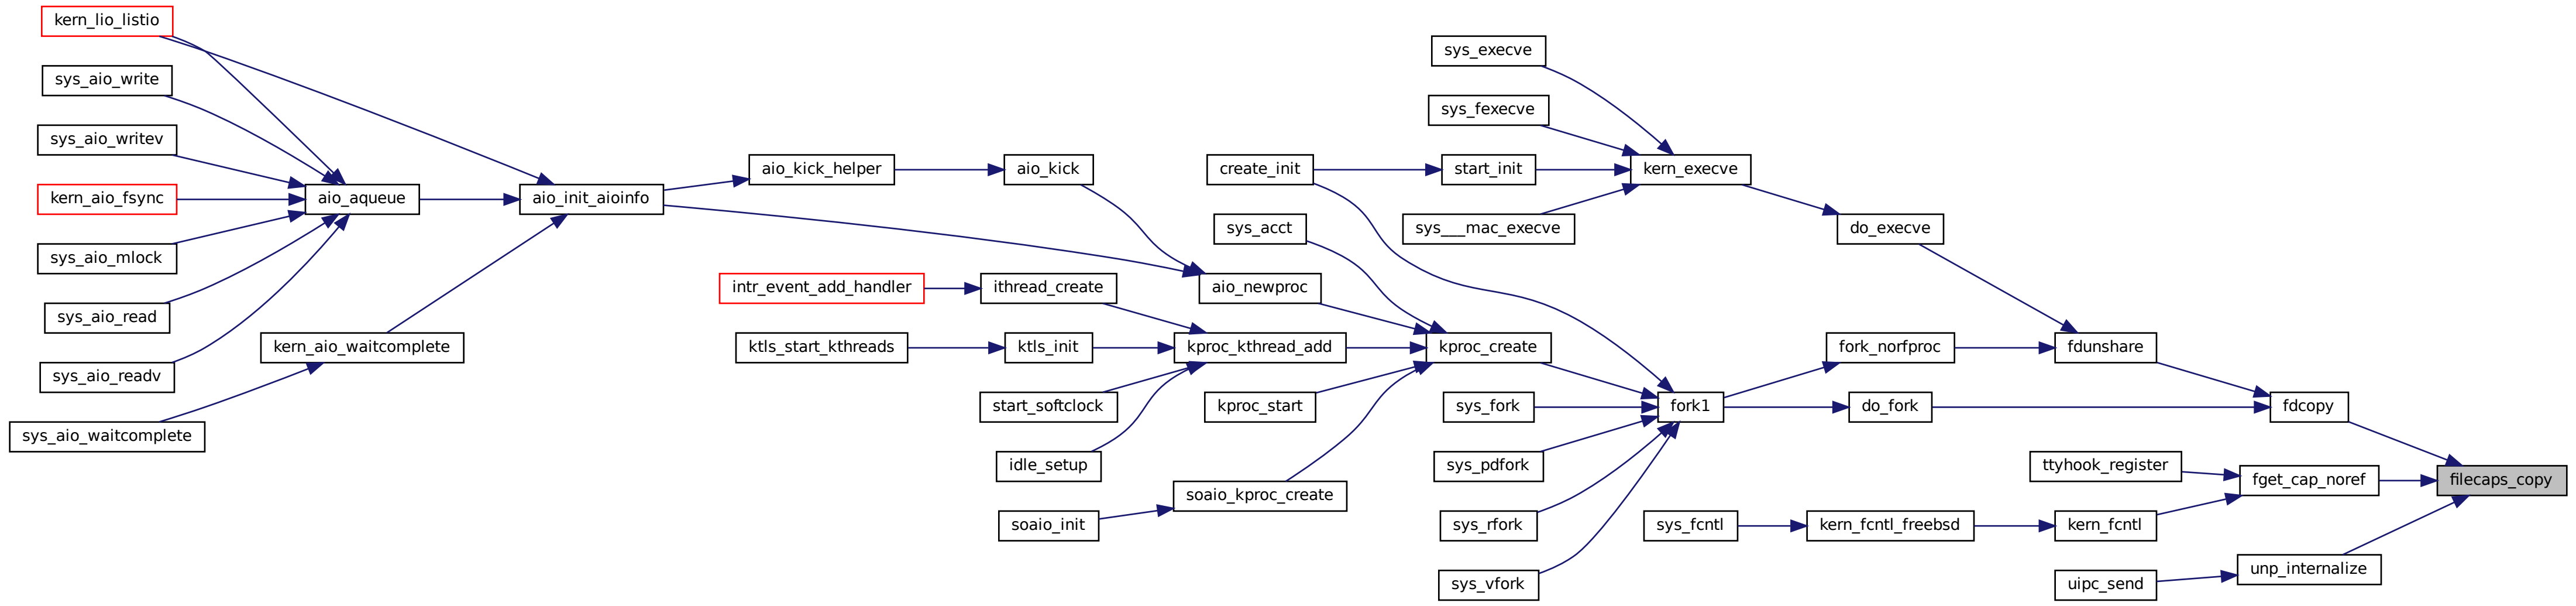 kern_lio_listio
sys_aio_write
sys_aio_writev
kern_aio_fsync
sys_aio_mlock
sys_aio_read
sys_aio_readv
sys_aio_waitcomplete
aio_aqueue
kern_aio_waitcomplete
aio_init_aioinfo
aio_kick_helper
intr_event_add_handler
ktls_start_kthreads
aio_kick
ithread_create
ktls_init
start_softclock
idle_setup
soaio_init
create_init
sys_acct
aio_newproc
kproc_kthread_add
kproc_start
soaio_kproc_create
sys_execve
sys_fexecve
start_init
sys___mac_execve
kproc_create
sys_fork
sys_pdfork
sys_rfork
sys_vfork
kern_execve
fork1
sys_fcntl
do_execve
fork_norfproc
do_fork
kern_fcntl_freebsd
fdunshare
ttyhook_register
kern_fcntl
uipc_send
fdcopy
fget_cap_noref
unp_internalize
filecaps_copy